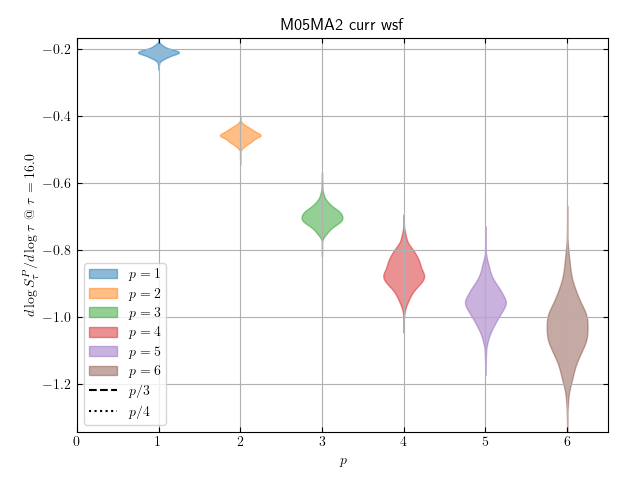 M05MA2 curr wsf
d log S_τ^P / d log τ @ τ = 16.0
−0.2
−0.4
−0.6
−0.8
−1.0
−1.2
p = 1
p = 2
p = 3
p = 4
p = 5
p = 6
p/3
p/4
0 1 2 3 4 5 6
p